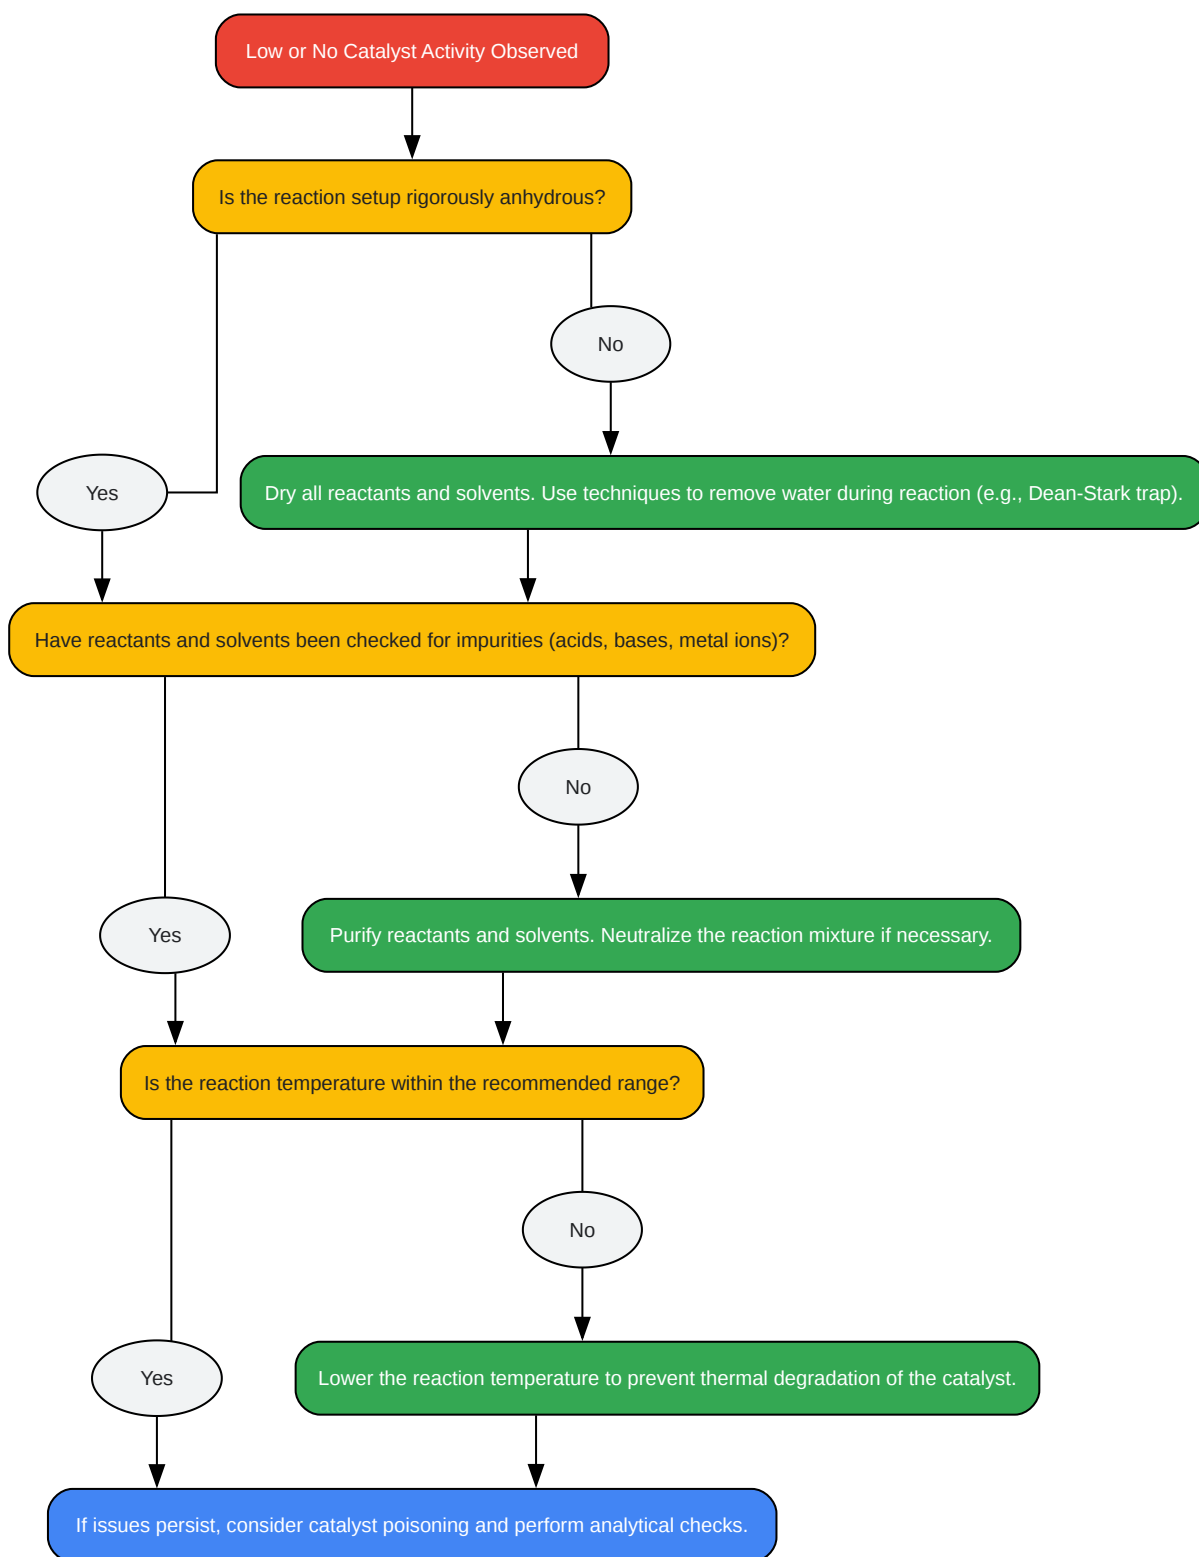 Low or No Catalyst Activity Observed
Is the reaction setup rigorously anhydrous?
No
Yes
Dry all reactants and solvents. Use techniques to remove water during reaction (e.g., Dean-Stark trap).
Have reactants and solvents been checked for impurities (acids, bases, metal ions)?
No
Yes
Purify reactants and solvents. Neutralize the reaction mixture if necessary.
Is the reaction temperature within the recommended range?
No
Yes
Lower the reaction temperature to prevent thermal degradation of the catalyst.
If issues persist, consider catalyst poisoning and perform analytical checks.